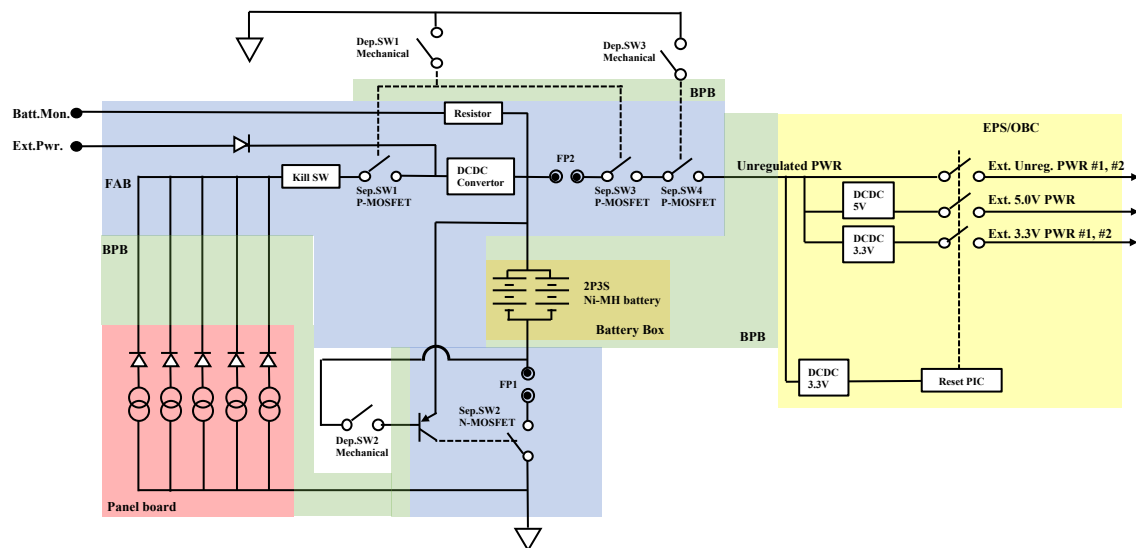 Dep.SW1
Mechanical
Dep.SW3
Mechanical
BPB
Batt.Mon.
Resistor
EPS/OBC
Ext.Pwr.
FP2
Unregulated PWR
Ext. Unreg. PWR #1, #2
FAB
Kill SW
DCDC
Convertor
Sep.SW1
P-MOSFET
Sep.SW3
P-MOSFET
Sep.SW4
P-MOSFET
DCDC
5V
Ext. 5.0V PWR
DCDC
3.3V
Ext. 3.3V PWR #1, #2
BPB
2P3S
Ni-MH battery
Battery Box
BPB
FP1
DCDC
3.3V
Reset PIC
Sep.SW2
N-MOSFET
Dep.SW2
Mechanical
Panel board